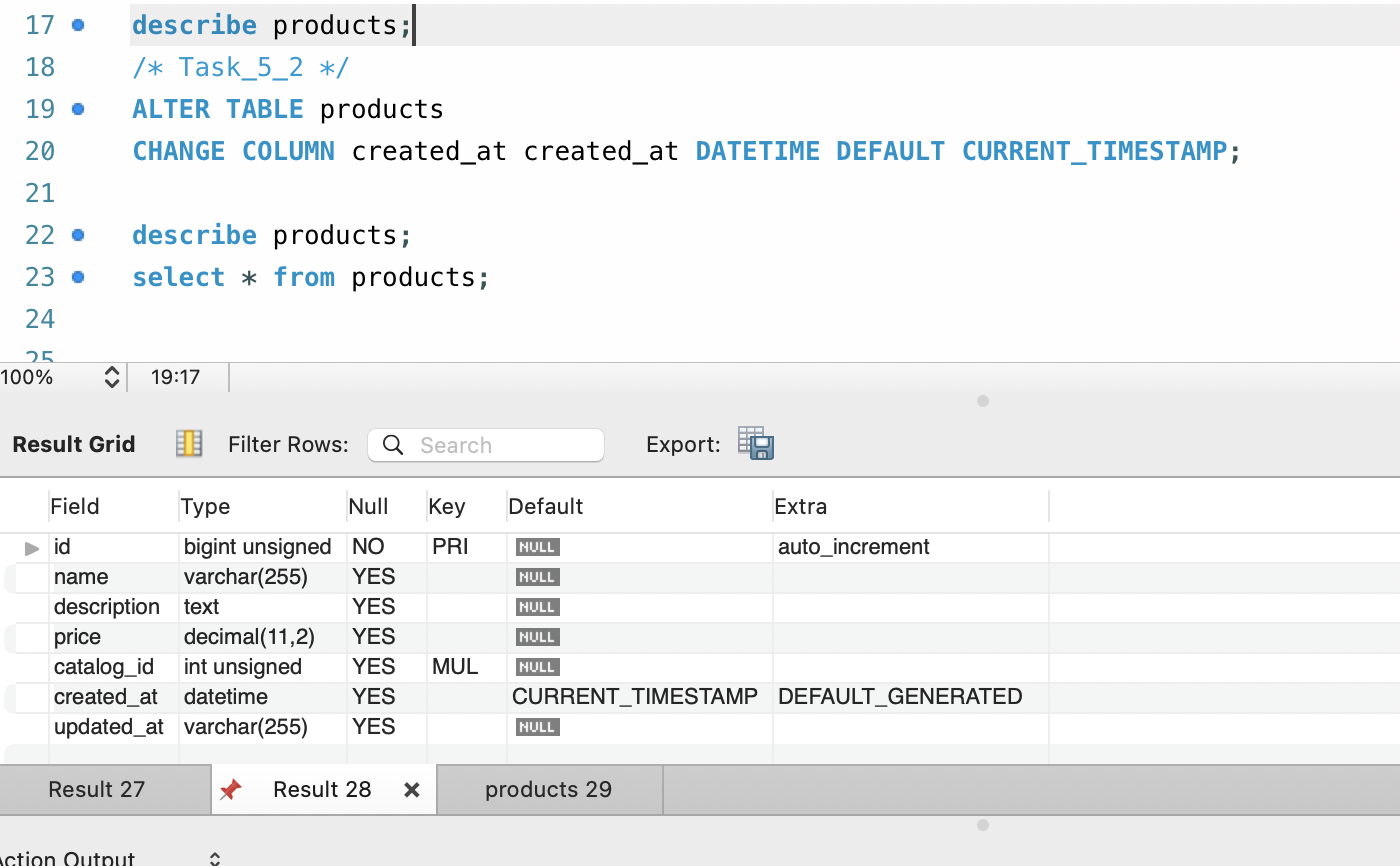 17 describe products;
18 /* Task_5_2 */
19 ALTER TABLE products
20 CHANGE COLUMN created_at created_at DATETIME DEFAULT CURRENT_TIMESTAMP;
21
22 describe products;
23 select * from products;
24
25
100% 19:17
Result Grid Filter Rows: Search Export:
Field Type Null Key Default Extra
id bigint unsigned NO PRI NULL auto_increment
name varchar(255) YES NULL
description text YES NULL
price decimal(11,2) YES NULL
catalog_id int unsigned YES MUL NULL
created_at datetime YES CURRENT_TIMESTAMP DEFAULT_GENERATED
updated_at varchar(255) YES NULL
Result 27 Result 28 products 29
Action Output